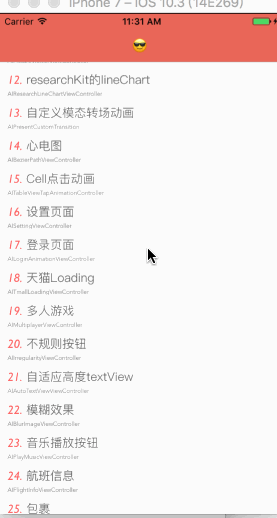 iPhone 7 – iOS 10.3 (14E269)
Carrier 11:31 AM
12. researchKit的lineChart
AIResearchLineChartViewController
13. 自定义模态转场动画
AIPresentCustomTransition
14. 心电图
AIBezierPathViewController
15. Cell点击动画
AITableViewTapAnimationController
16. 设置页面
AISettingViewController
17. 登录页面
AILoginAnimationViewController
18. 天猫Loading
AITmallLoadingViewController
19. 多人游戏
AIMultiplayerViewController
20. 不规则按钮
AIIrregularityViewController
21. 自适应高度textView
AIAutoTextViewViewController
22. 模糊效果
AIBlurImageViewController
23. 音乐播放按钮
AIPlayMusicViewController
24. 航班信息
AIFlightInfoViewController
25. 包裹